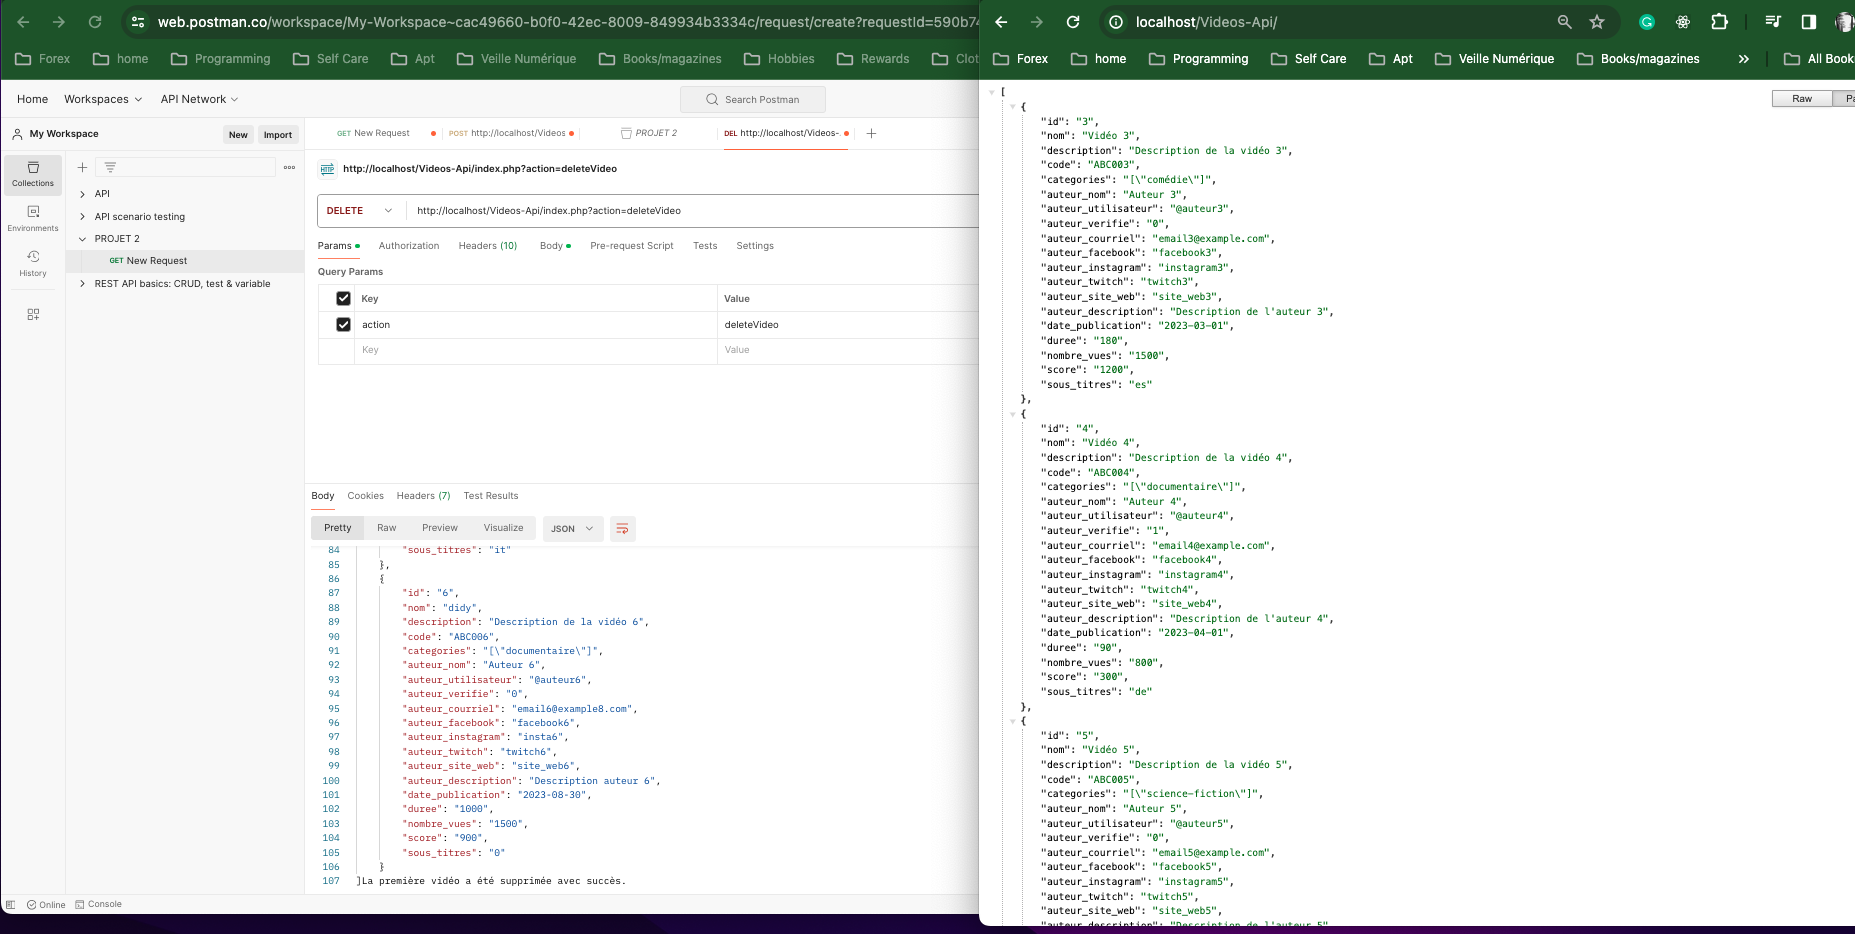 web.postman.co/workspace/My-Workspace~cac49660-b0f0-42ec-8009-849934b3334c/request/create?requestId=590b74
Forex home Programming Self Care Apt Veille Numérique Books/magazines Hobbies Rewards Clot
Home Workspaces API Network Search Postman
My Workspace New Import
GET New Request POST http://localhost/Videos PROJET 2 DEL http://localhost/Videos-. +
Collections
Environments
History
API
API scenario testing
PROJET 2
GET New Request
REST API basics: CRUD, test & variable
HTTP http://localhost/Videos-Api/index.php?action=deleteVideo
DELETE http://localhost/Videos-Api/index.php?action=deleteVideo
Params Authorization Headers (10) Body Pre-request Script Tests Settings
Query Params
Key Value
action deleteVideo
Key Value
Body Cookies Headers (7) Test Results
Pretty Raw Preview Visualize JSON
84 "sous_titres": "it"
85 },
86 {
87 "id": "6",
88 "nom": "didy",
89 "description": "Description de la vidéo 6",
90 "code": "ABC006",
91 "categories": "[\"documentaire\"]",
92 "auteur_nom": "Auteur 6",
93 "auteur_utilisateur": "@auteur6",
94 "auteur_verifie": "0",
95 "auteur_courriel": "email6@example8.com",
96 "auteur_facebook": "facebook6",
97 "auteur_instagram": "insta6",
98 "auteur_twitch": "twitch6",
99 "auteur_site_web": "site_web6",
100 "auteur_description": "Description auteur 6",
101 "date_publication": "2023-08-30",
102 "duree": "1000",
103 "nombre_vues": "1500",
104 "score": "900",
105 "sous_titres": "0"
106 }
107 ]La première vidéo a été supprimée avec succès.
Online Console
localhost/Videos-Api/
Forex home Programming Self Care Apt Veille Numérique Books/magazines » All Book
Raw Pa
[
{
"id": "3",
"nom": "Vidéo 3",
"description": "Description de la vidéo 3",
"code": "ABC003",
"categories": "[\"comédie\"]",
"auteur_nom": "Auteur 3",
"auteur_utilisateur": "@auteur3",
"auteur_verifie": "0",
"auteur_courriel": "email3@example.com",
"auteur_facebook": "facebook3",
"auteur_instagram": "instagram3",
"auteur_twitch": "twitch3",
"auteur_site_web": "site_web3",
"auteur_description": "Description de l'auteur 3",
"date_publication": "2023-03-01",
"duree": "180",
"nombre_vues": "1500",
"score": "1200",
"sous_titres": "es"
},
{
"id": "4",
"nom": "Vidéo 4",
"description": "Description de la vidéo 4",
"code": "ABC004",
"categories": "[\"documentaire\"]",
"auteur_nom": "Auteur 4",
"auteur_utilisateur": "@auteur4",
"auteur_verifie": "1",
"auteur_courriel": "email4@example.com",
"auteur_facebook": "facebook4",
"auteur_instagram": "instagram4",
"auteur_twitch": "twitch4",
"auteur_site_web": "site_web4",
"auteur_description": "Description de l'auteur 4",
"date_publication": "2023-04-01",
"duree": "90",
"nombre_vues": "800",
"score": "300",
"sous_titres": "de"
},
{
"id": "5",
"nom": "Vidéo 5",
"description": "Description de la vidéo 5",
"code": "ABC005",
"categories": "[\"science-fiction\"]",
"auteur_nom": "Auteur 5",
"auteur_utilisateur": "@auteur5",
"auteur_verifie": "0",
"auteur_courriel": "email5@example.com",
"auteur_facebook": "facebook5",
"auteur_instagram": "instagram5",
"auteur_twitch": "twitch5",
"auteur_site_web": "site_web5",
"auteur_description": "Description de l'auteur 5",